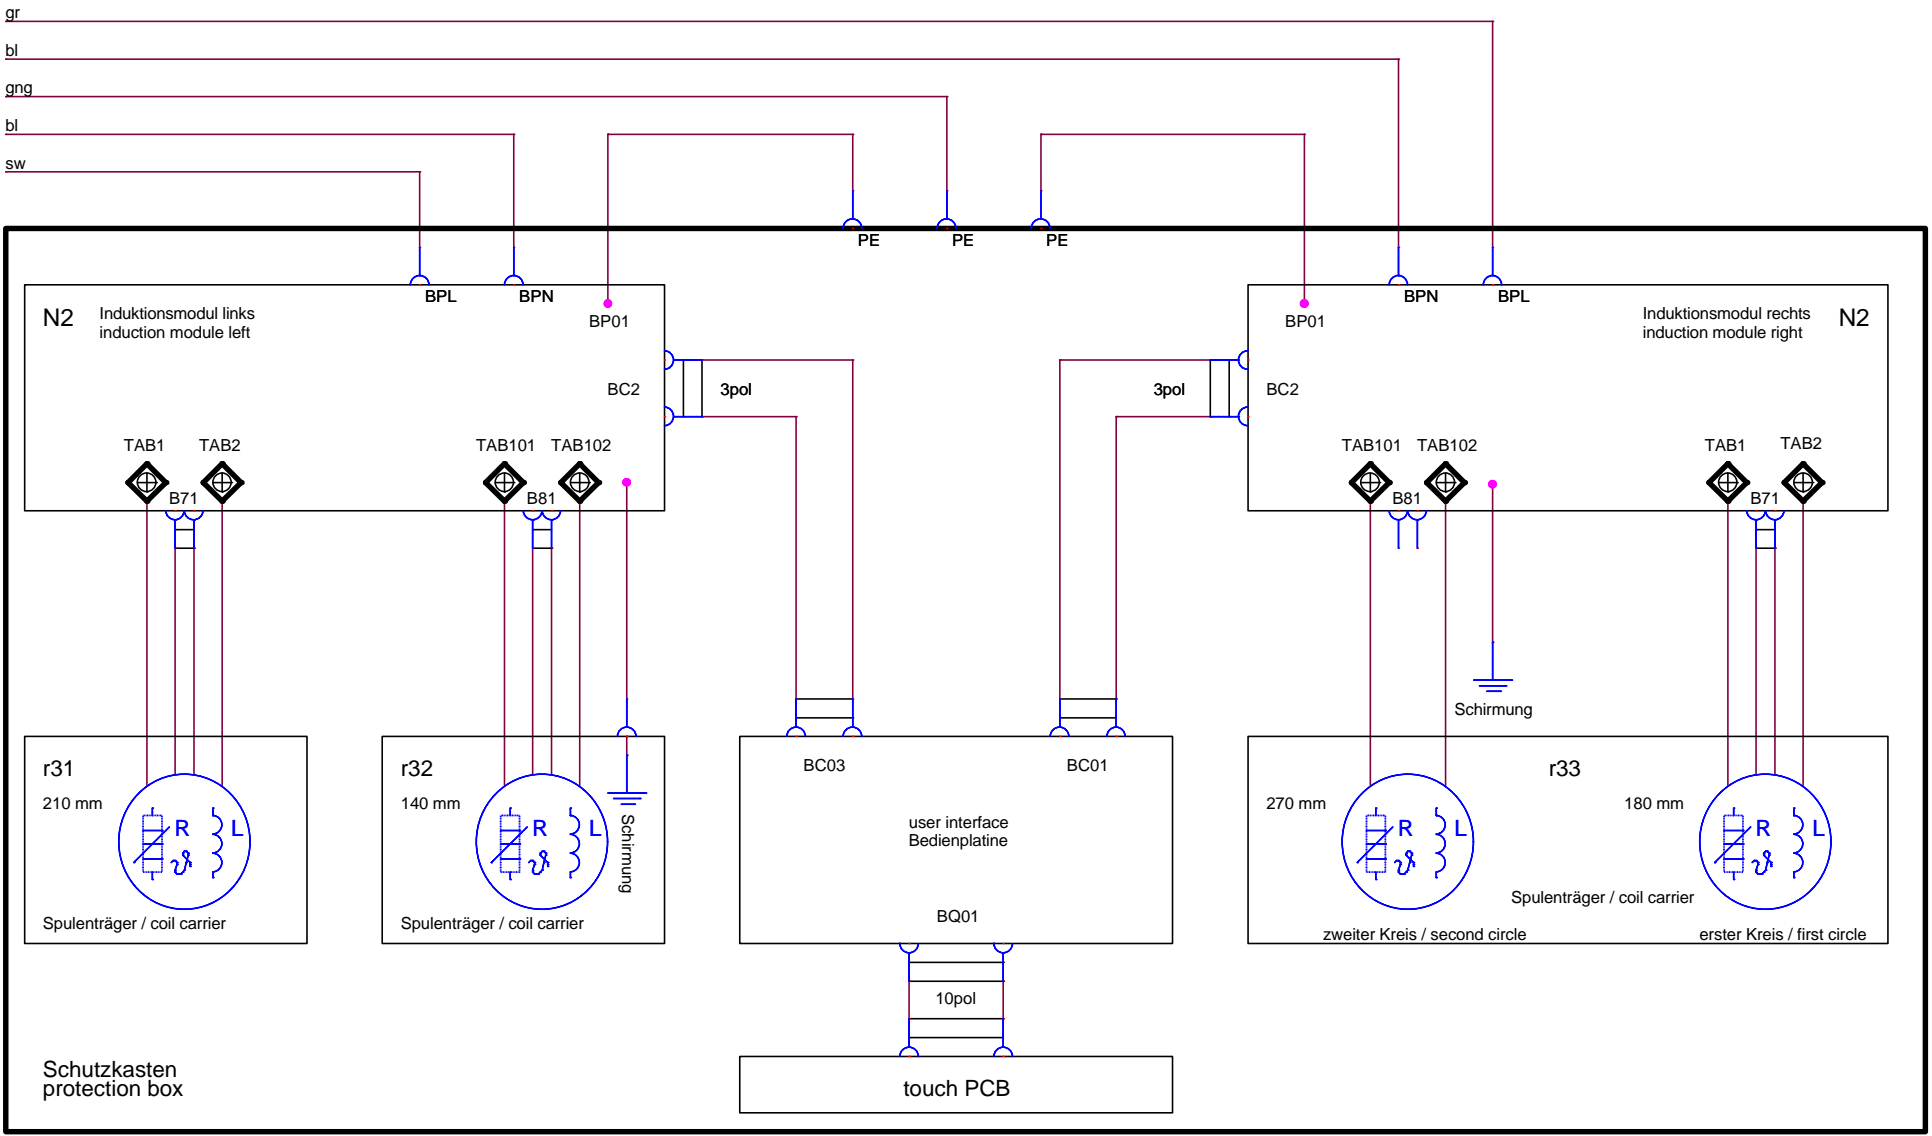 gr
bl
gng
bl
sw
PE
PE
PE
BPL
BPN
BPN
BPL
N2
Induktionsmodul links
induction module left
BP01
BP01
Induktionsmodul rechts
induction module right
N2
BC2
3pol
3pol
BC2
TAB1
TAB2
TAB101
TAB102
TAB101
TAB102
TAB1
TAB2
B71
B81
B81
B71
Schirmung
r31
210 mm
R
L
ϑ
Spulenträger / coil carrier
r32
140 mm
R
L
ϑ
Schirmung
Spulenträger / coil carrier
BC03
BC01
user interface
Bedienplatine
BQ01
r33
270 mm
R
L
ϑ
180 mm
R
L
ϑ
Spulenträger / coil carrier
zweiter Kreis / second circle
erster Kreis / first circle
10pol
touch PCB
Schutzkasten
protection box